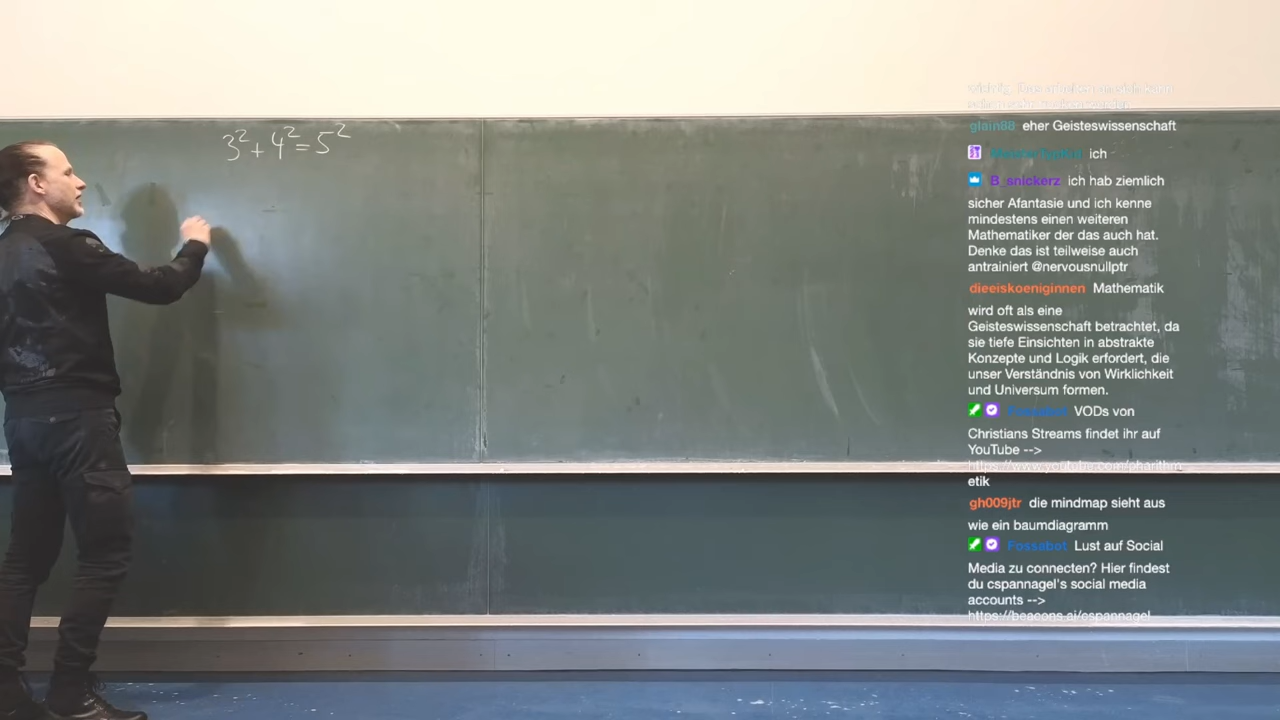 3² + 4² = 5²
glain88 eher Geisteswissenschaft
ich
B_snickerz ich hab ziemlich
sicher Afantasie und ich kenne
mindestens einen weiteren
Mathematiker der das auch hat.
Denke das ist teilweise auch
antrainiert @nervousnullptr
dieeiskoeniginnen Mathematik
wird oft als eine
Geisteswissenschaft betrachtet, da
sie tiefe Einsichten in abstrakte
Konzepte und Logik erfordert, die
unser Verständnis von Wirklichkeit
und Universum formen.
Fossabot VODs von
Christians Streams findet ihr auf
YouTube -->
https://www.youtube.com/pharithm
etik
gh009jtr die mindmap sieht aus
wie ein baumdiagramm
Fossabot Lust auf Social
Media zu connecten? Hier findest
du cspannagel's social media
accounts -->
https://beacons.ai/cspannagel